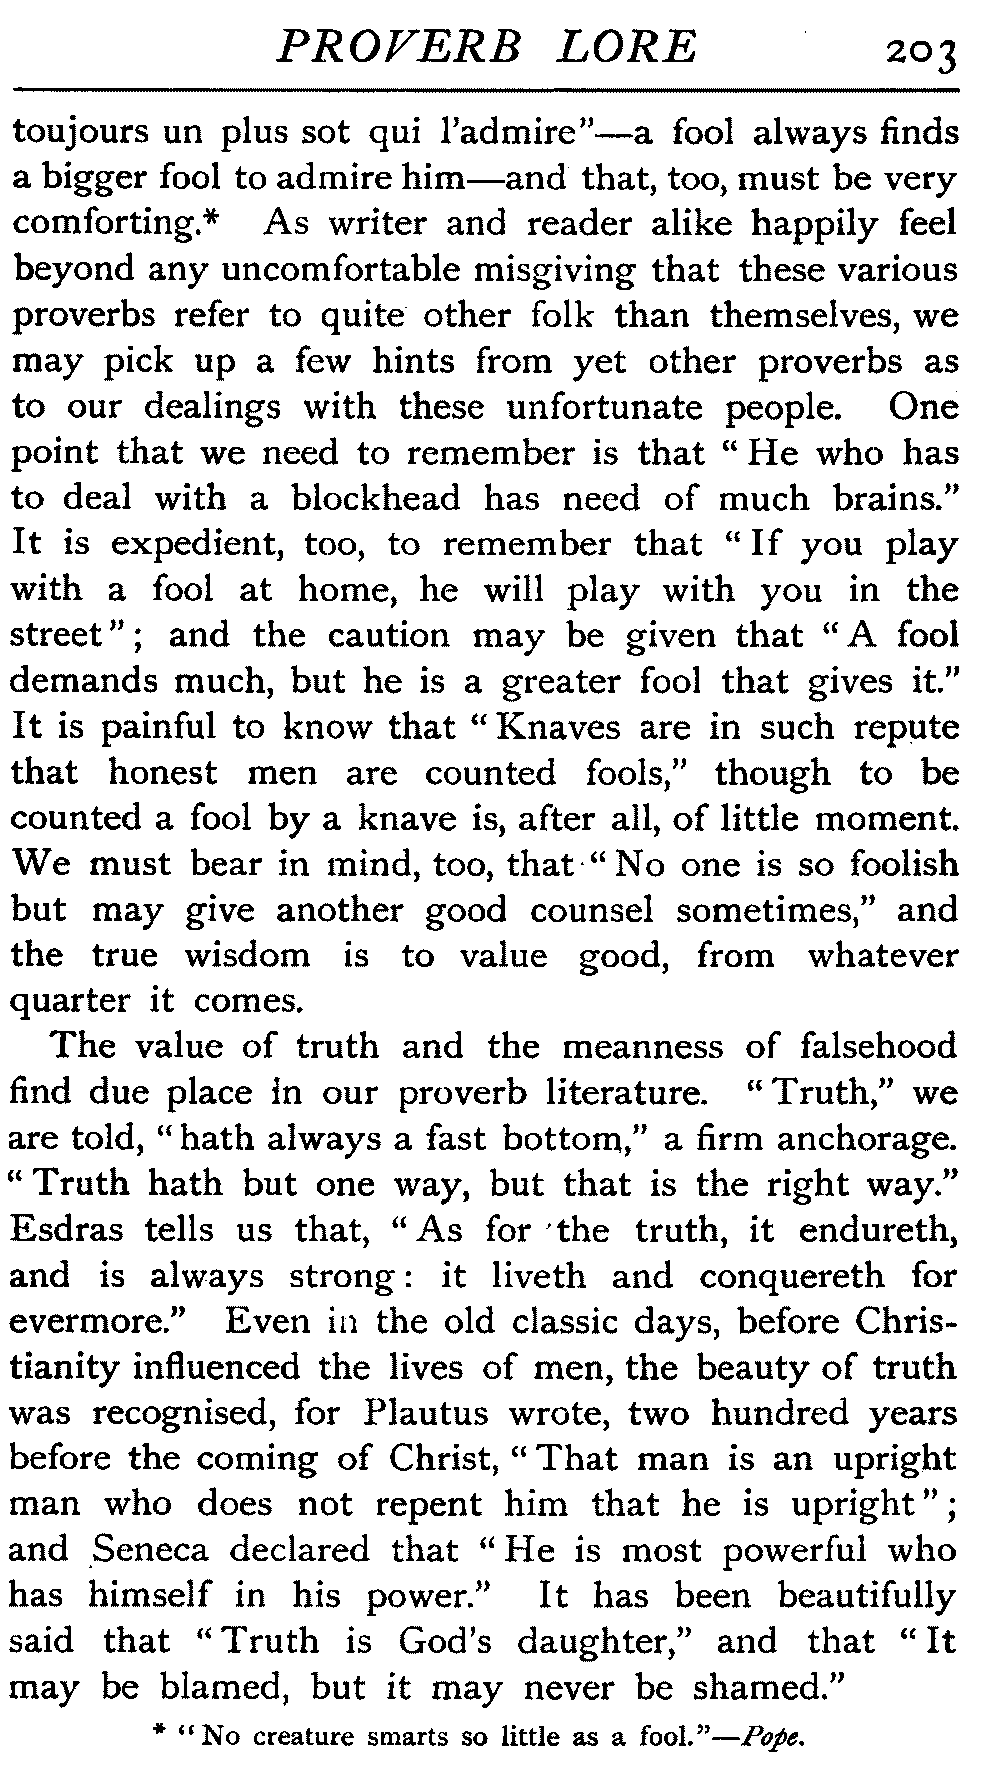 PROVERB LORE 203
toujours un plus sot qui l'admire"—a fool always finds
a bigger fool to admire him—and that, too, must be very
comforting.* As writer and reader alike happily feel
beyond any uncomfortable misgiving that these various
proverbs refer to quite other folk than themselves, we
may pick up a few hints from yet other proverbs as
to our dealings with these unfortunate people. One
point that we need to remember is that "He who has
to deal with a blockhead has need of much brains."
It is expedient, too, to remember that "If you play
with a fool at home, he will play with you in the
street"; and the caution may be given that "A fool
demands much, but he is a greater fool that gives it."
It is painful to know that "Knaves are in such repute
that honest men are counted fools," though to be
counted a fool by a knave is, after all, of little moment.
We must bear in mind, too, that "No one is so foolish
but may give another good counsel sometimes," and
the true wisdom is to value good, from whatever
quarter it comes.
The value of truth and the meanness of falsehood
find due place in our proverb literature. "Truth," we
are told, "hath always a fast bottom," a firm anchorage.
"Truth hath but one way, but that is the right way."
Esdras tells us that, "As for the truth, it endureth,
and is always strong: it liveth and conquereth for
evermore." Even in the old classic days, before Chris-
tianity influenced the lives of men, the beauty of truth
was recognised, for Plautus wrote, two hundred years
before the coming of Christ, "That man is an upright
man who does not repent him that he is upright";
and Seneca declared that "He is most powerful who
has himself in his power." It has been beautifully
said that "Truth is God's daughter," and that "It
may be blamed, but it may never be shamed."
* "No creature smarts so little as a fool."—Pope.